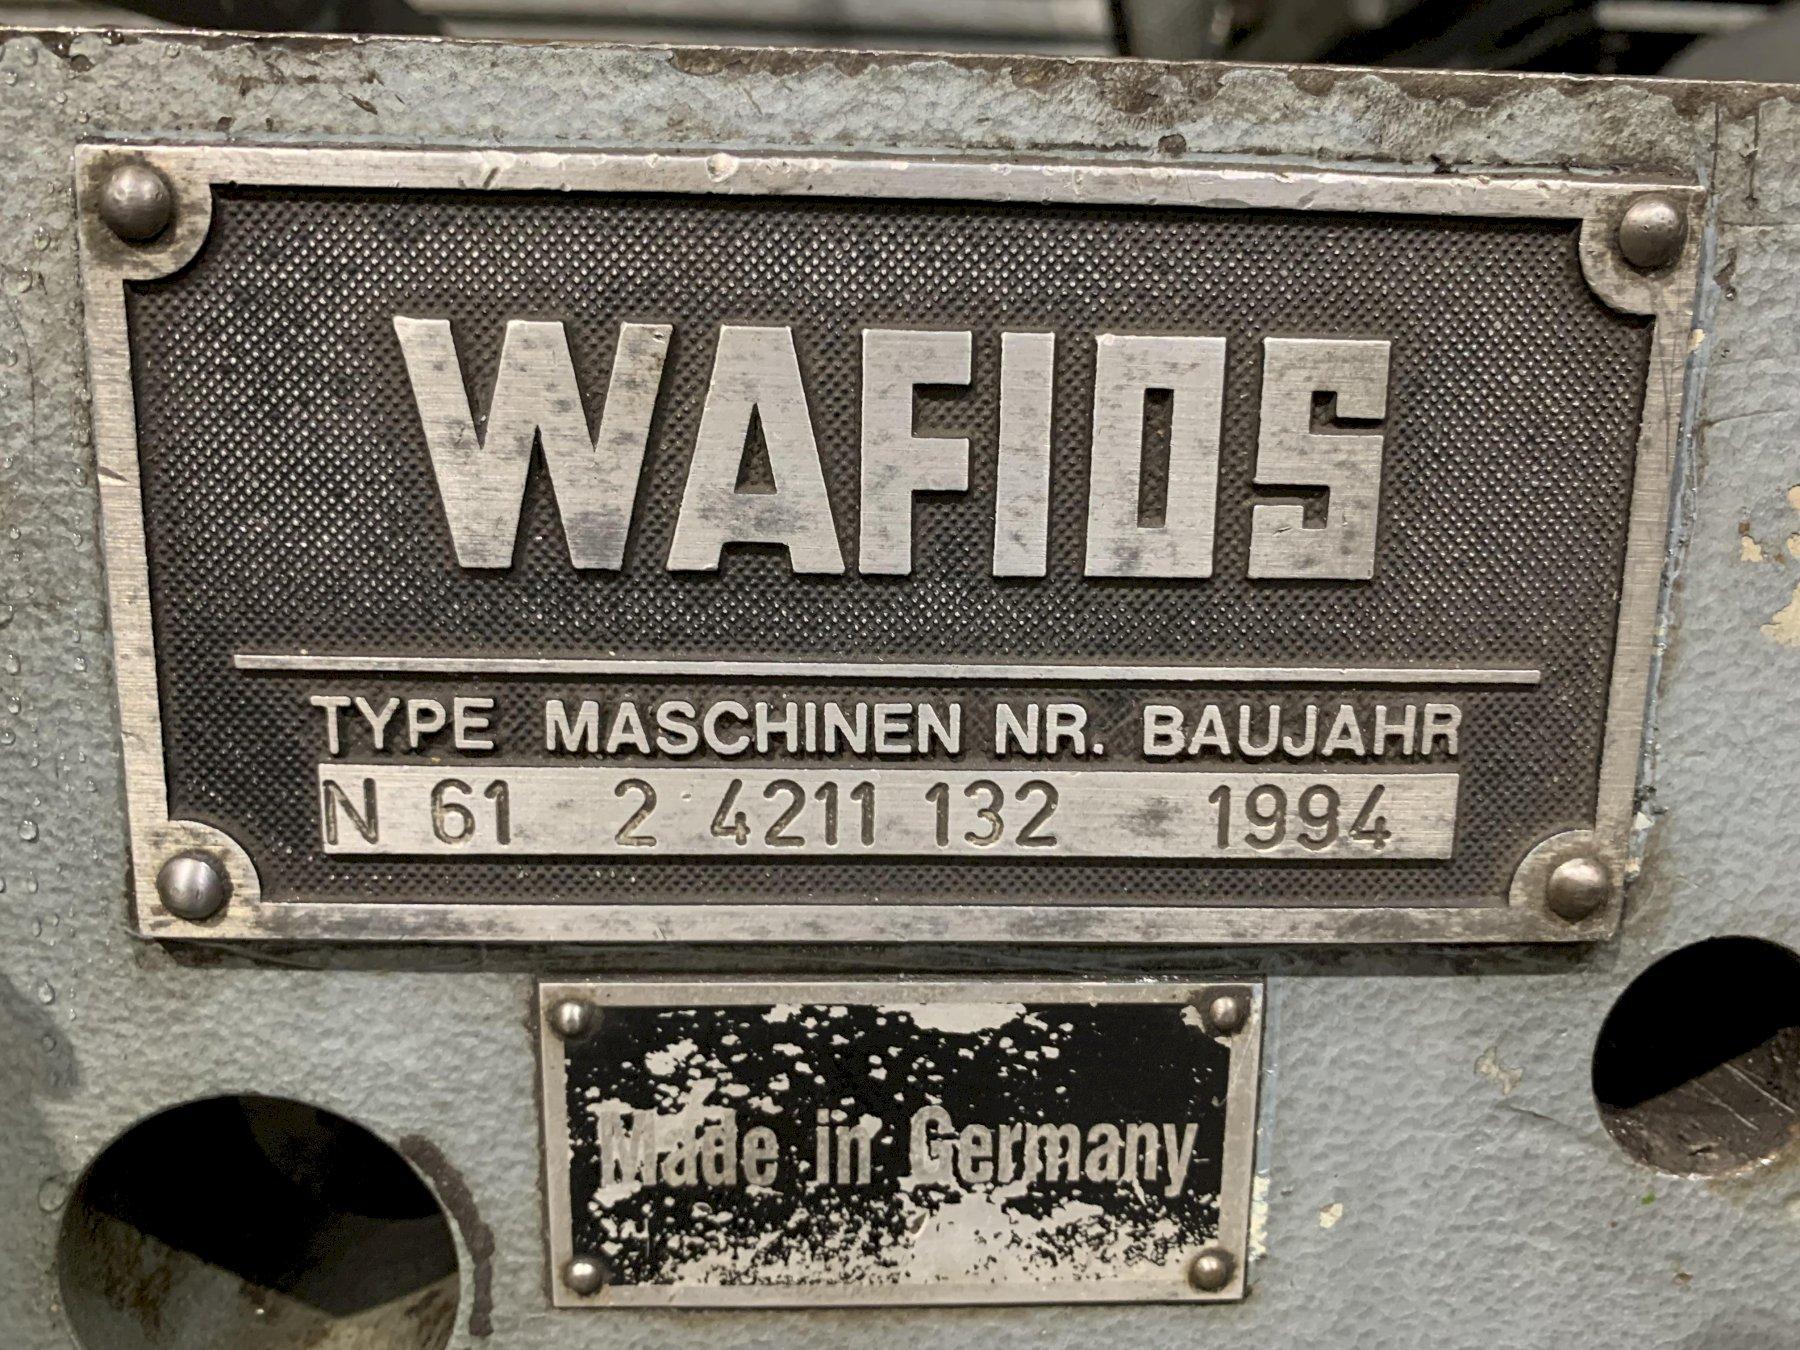 WAFIOS
TYPE MASCHINEN NR. BAUJAHR
N 61 2 4211 132 1994
Made in Germany